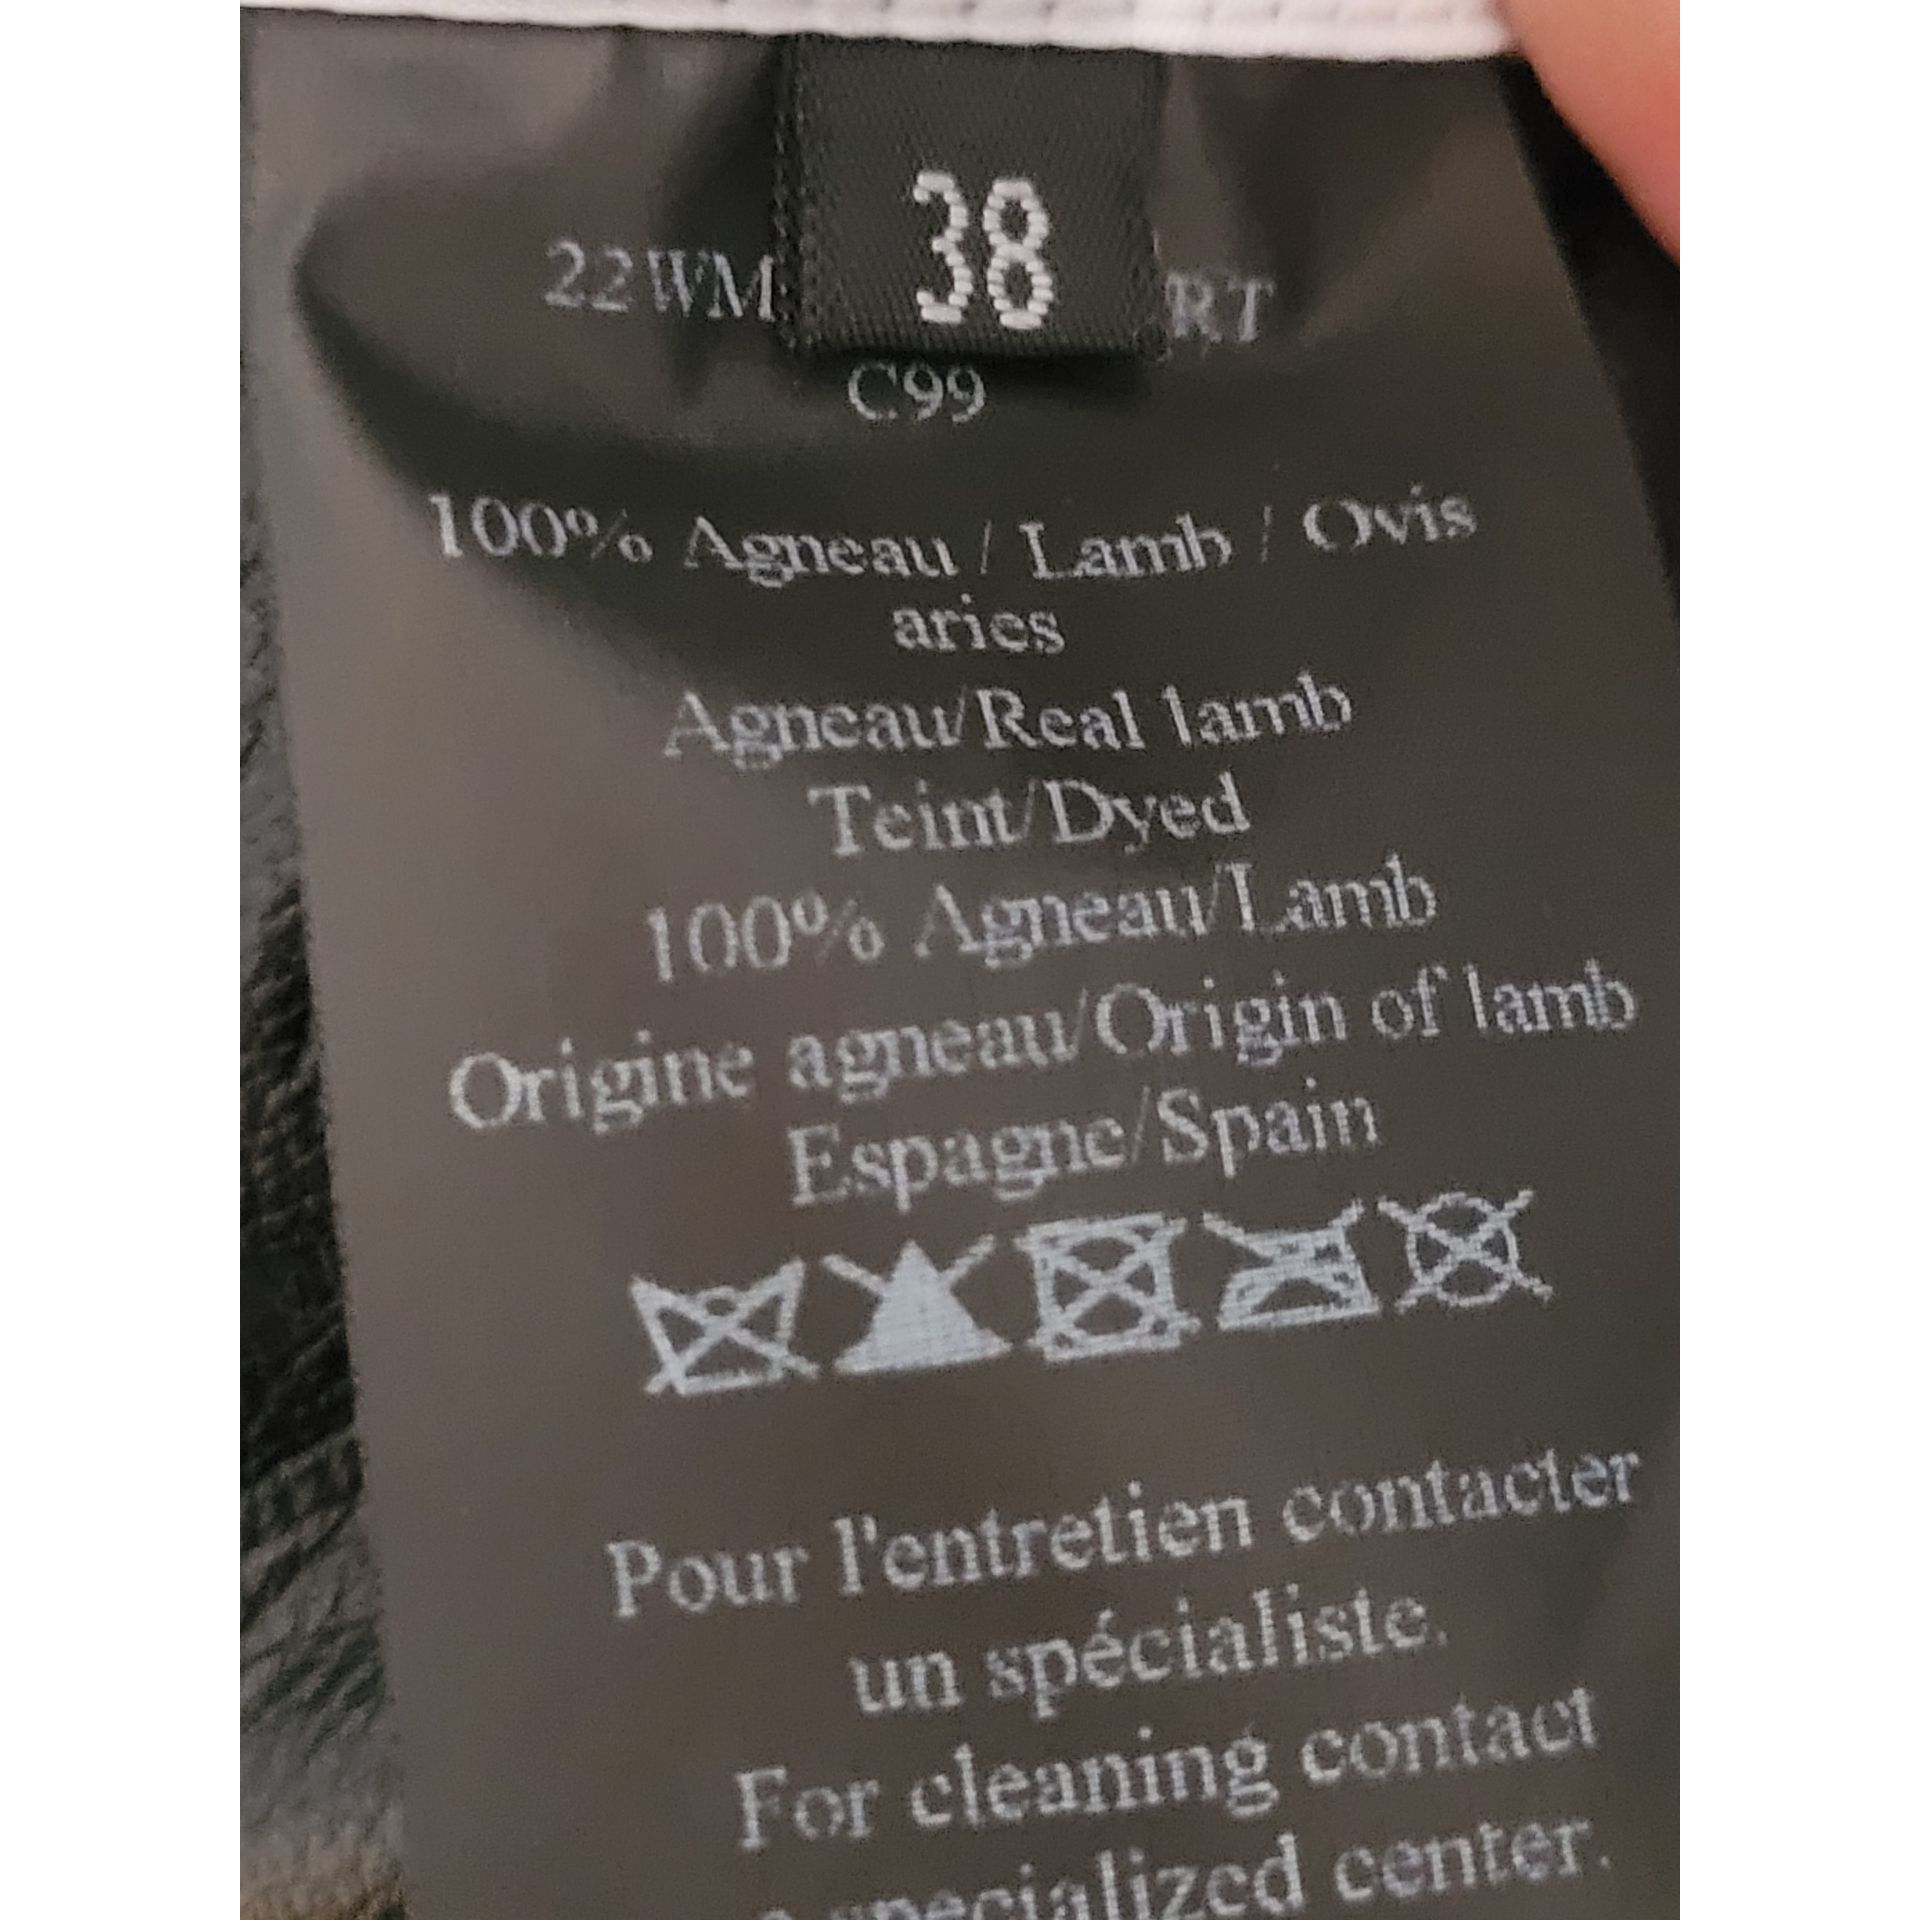 38
22WM RT
C99
100% Agneau / Lamb / Ovis
aries
Agneau/Real lamb
Teint/Dyed
100% Agneau/Lamb
Origine agneau/Origin of lamb
Espagne/Spain
Pour l'entretien contacter
un spécialiste.
For cleaning contact
a specialized center.